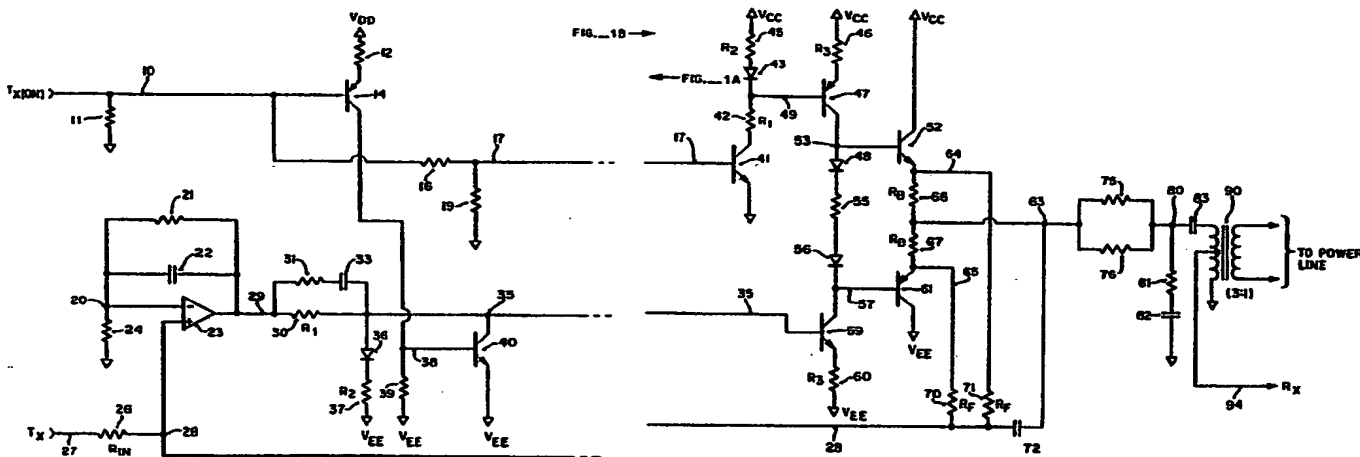 VDD
12
FIG._1B
10
TX(ON)
11
14
17
16
19
21
22
20
23
24
29
31
33
30
R1
36
R2
37
39
38
35
40
VEE
VEE
VEE
TX
27
26
RIN
28
VCC
VCC
VCC
R2
45
R3
46
43
FIG._1A
47
49
42
R1
17
41
52
53
48
64
RB
66
55
RB
67
56
63
65
35
57
61
59
VEE
R3
60
VEE
70
RF
71
RF
28
72
75
76
80
83
90
81
82
(3:1)
TO POWER
LINE
RX
94